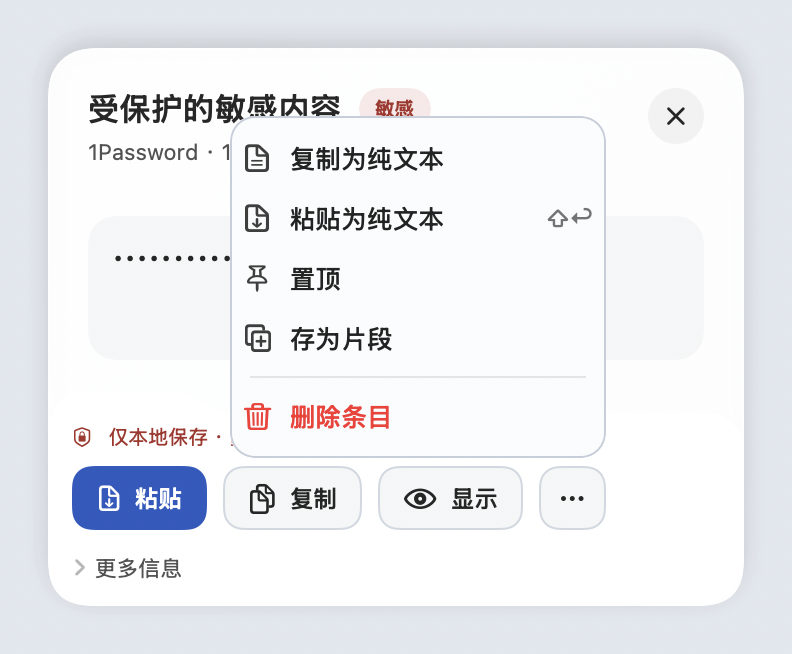 受保护的敏感内容 敏感
1Password · 1
••••••••••
复制为纯文本
粘贴为纯文本 ⇧↩
置顶
存为片段
删除条目
仅本地保存 ·
粘贴 复制 显示 ···
更多信息